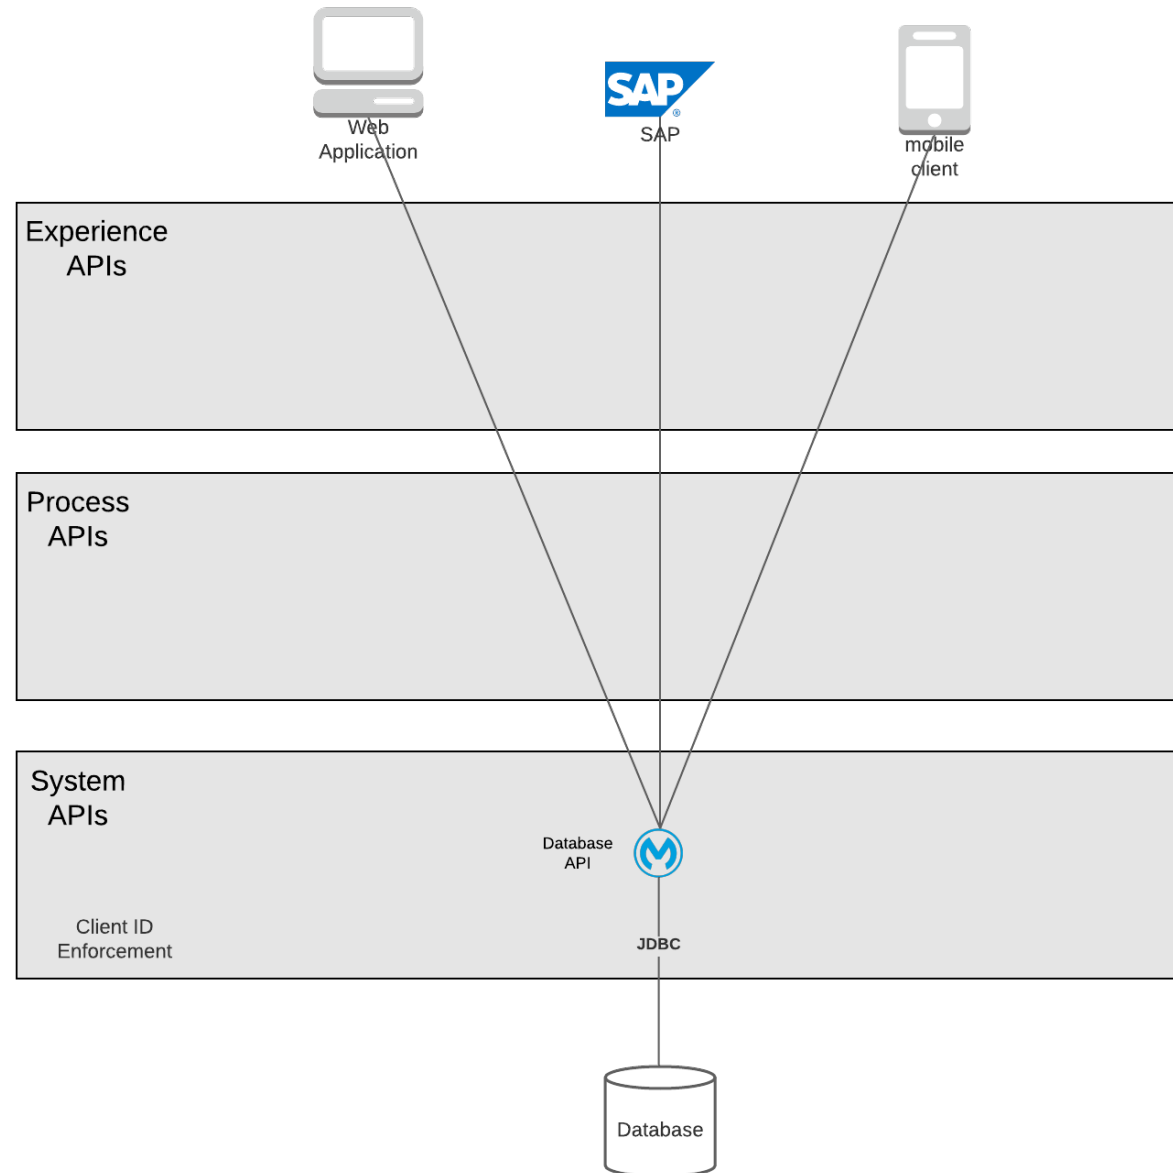 SAP
®
Web
Application
SAP
mobile
client
Experience
APIs
Process
APIs
System
APIs
Database
API
Client ID
Enforcement
JDBC
Database